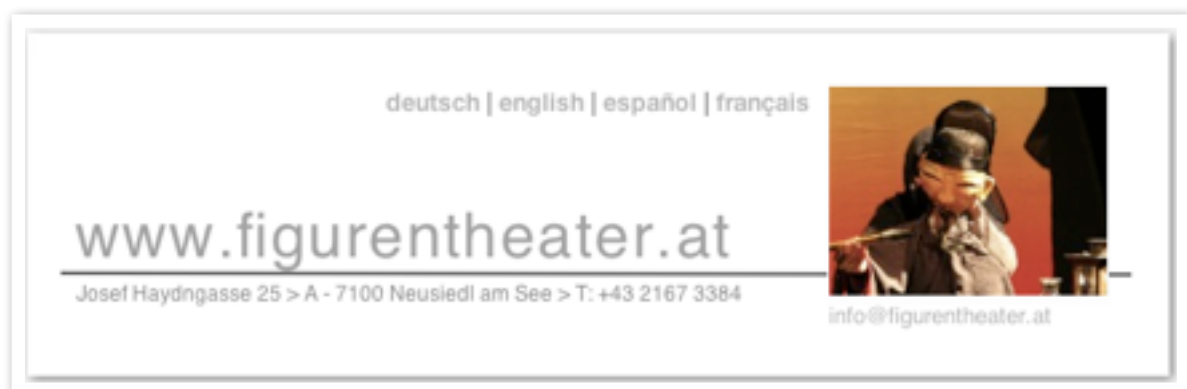 deutsch | english | español | français
www.figurentheater.at
Josef Haydngasse 25 > A - 7100 Neusiedl am See > T: +43 2167 3384
info@figurentheater.at